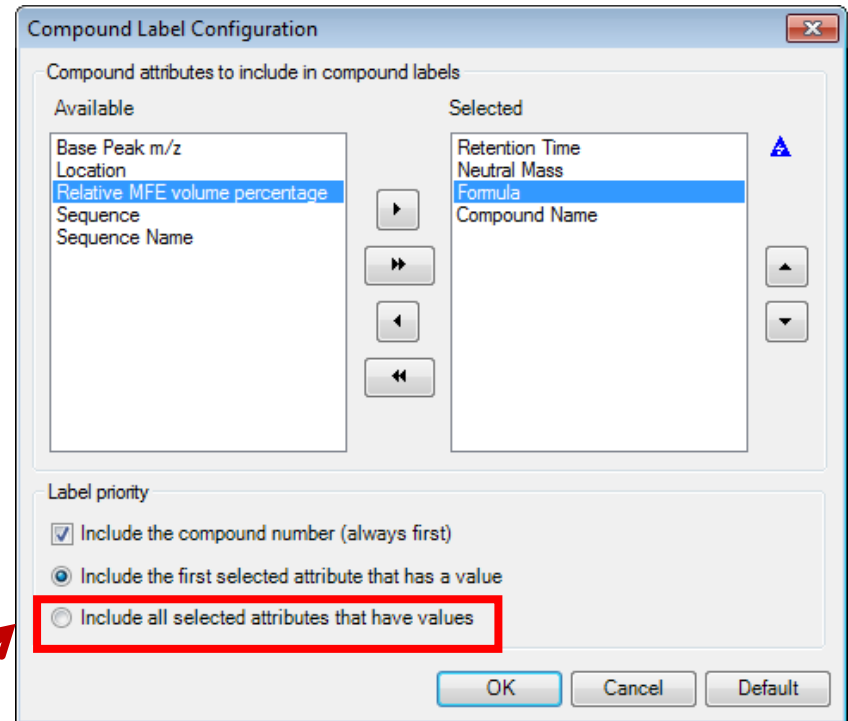 Compound Label Configuration
Compound attributes to include in compound labels
Available
Selected
Base Peak m/z
Location
Relative MFE volume percentage
Sequence
Sequence Name
Retention Time
Neutral Mass
Formula
Compound Name
Label priority
Include the compound number (always first)
Include the first selected attribute that has a value
Include all selected attributes that have values
OK
Cancel
Default